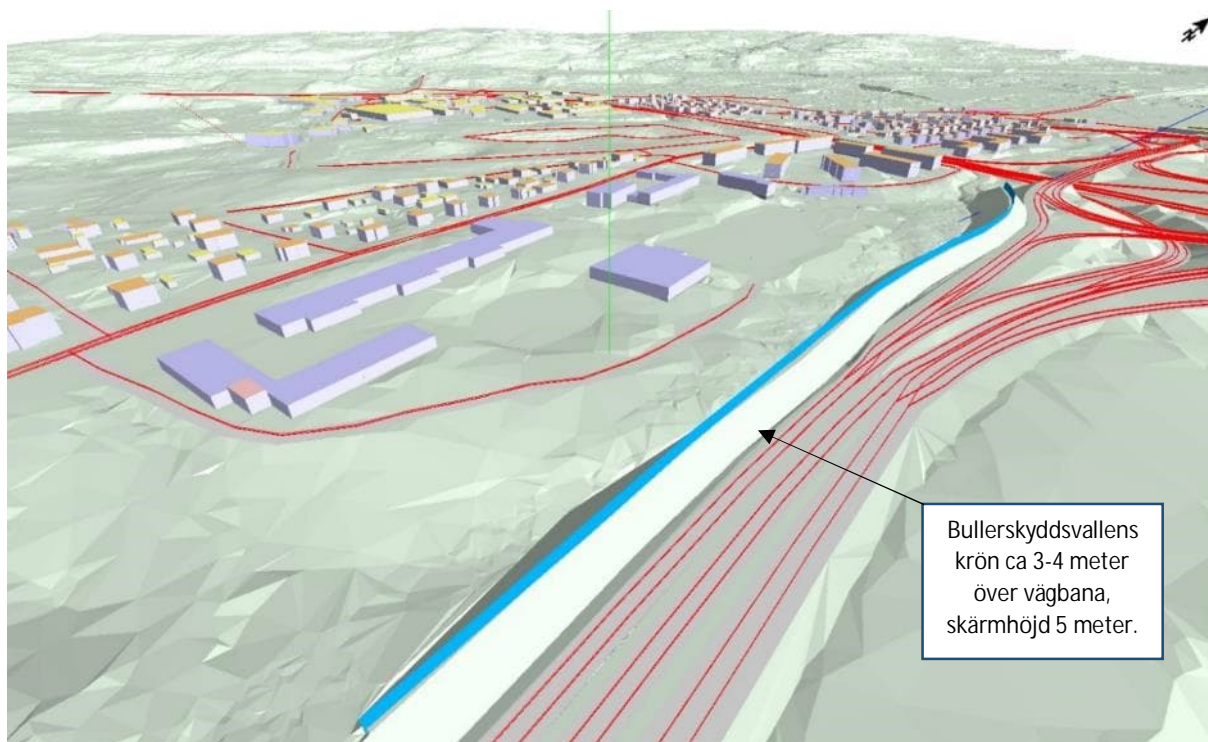 Bullerskyddsvallens
krön ca 3-4 meter
över vägbana,
skärmhöjd 5 meter.